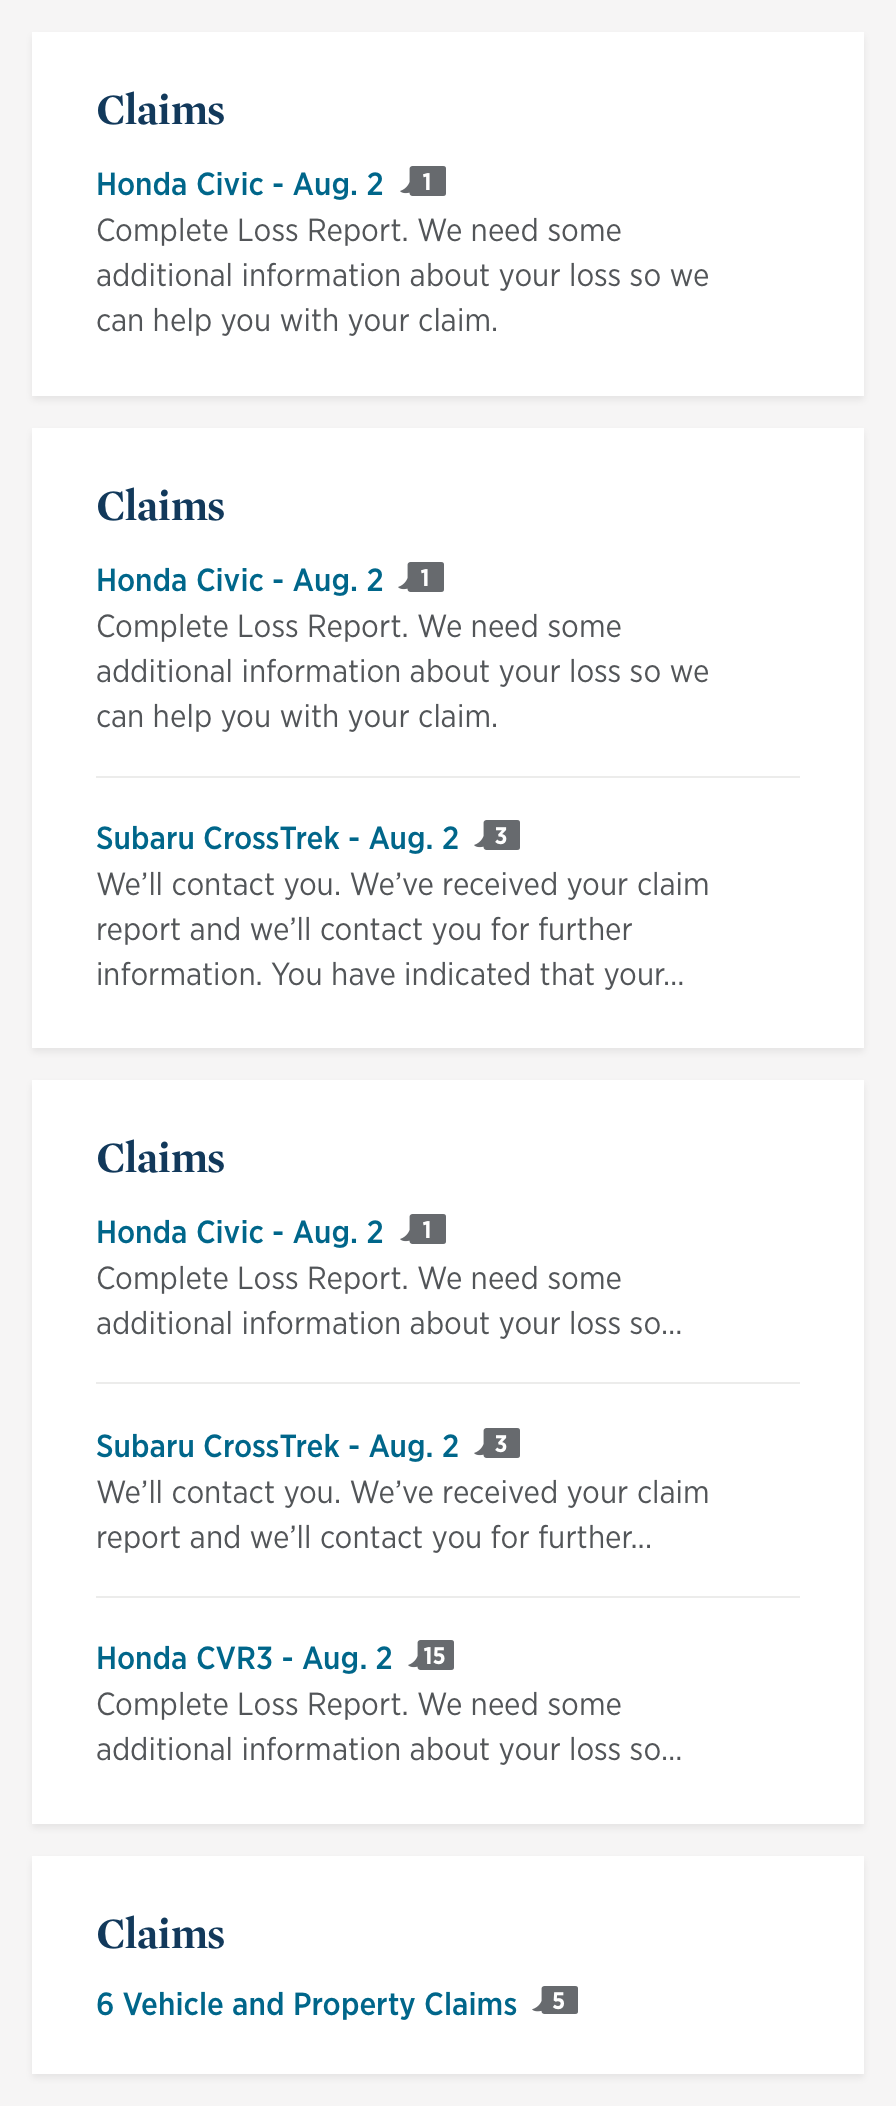 Claims
Honda Civic - Aug. 2 1
Complete Loss Report. We need some
additional information about your loss so we
can help you with your claim.
Claims
Honda Civic - Aug. 2 1
Complete Loss Report. We need some
additional information about your loss so we
can help you with your claim.
Subaru CrossTrek - Aug. 2 3
We’ll contact you. We’ve received your claim
report and we’ll contact you for further
information. You have indicated that your...
Claims
Honda Civic - Aug. 2 1
Complete Loss Report. We need some
additional information about your loss so...
Subaru CrossTrek - Aug. 2 3
We’ll contact you. We’ve received your claim
report and we’ll contact you for further...
Honda CVR3 - Aug. 2 15
Complete Loss Report. We need some
additional information about your loss so...
Claims
6 Vehicle and Property Claims 5